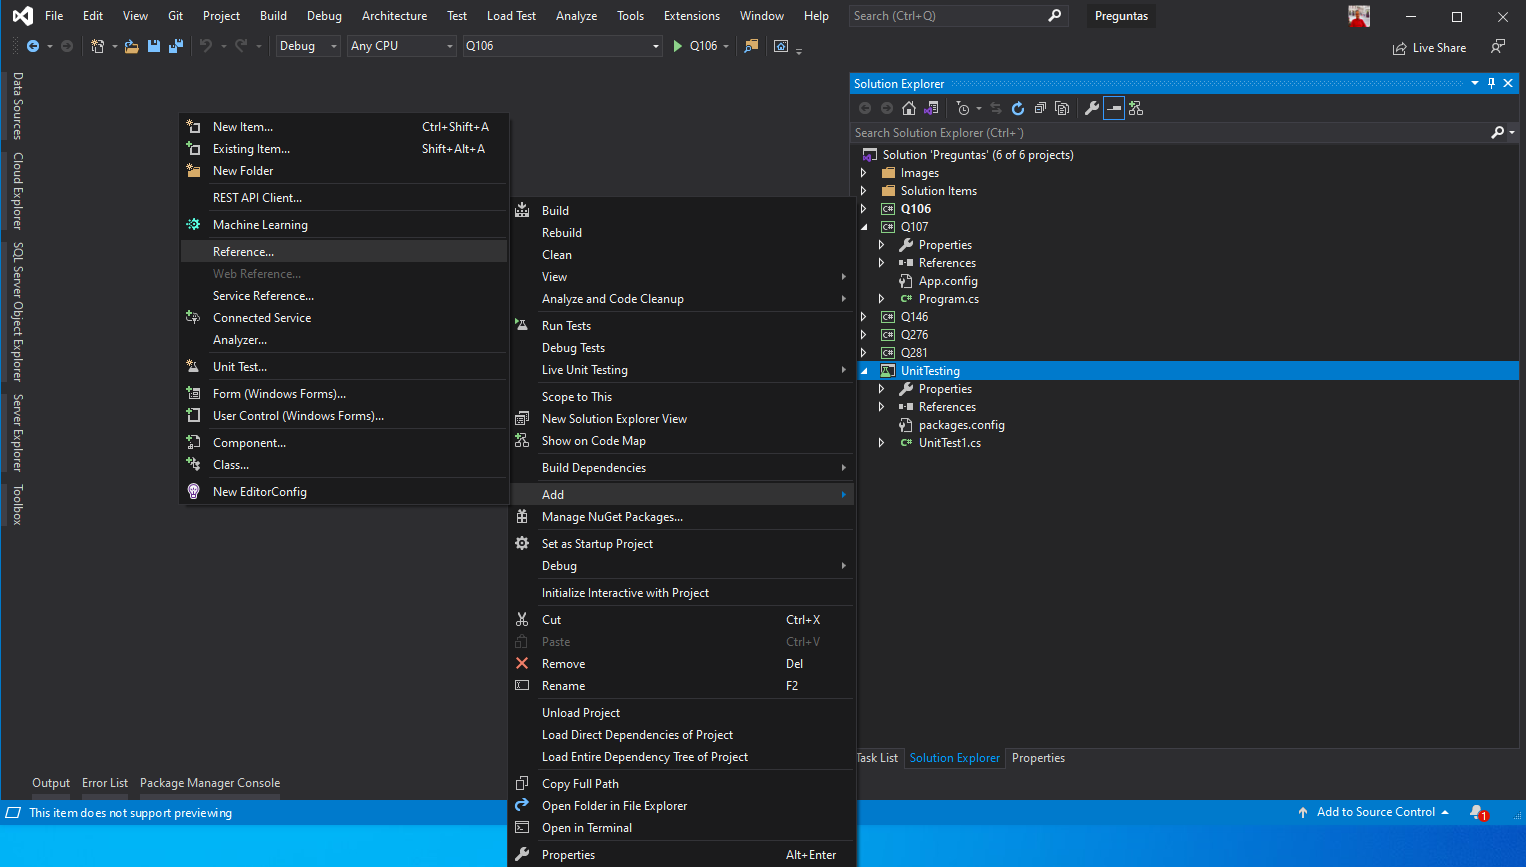 File Edit View Git Project Build Debug Architecture Test Load Test Analyze Tools Extensions Window Help Search (Ctrl+Q) Preguntas
Debug Any CPU Q106 Q106 Live Share
Data Sources
Cloud Explorer
SQL Server Object Explorer
Server Explorer
Toolbox
New Item... Ctrl+Shift+A
Existing Item... Shift+Alt+A
New Folder
REST API Client...
Machine Learning
Reference...
Web Reference...
Service Reference...
Connected Service
Analyzer...
Unit Test...
Form (Windows Forms)...
User Control (Windows Forms)...
Component...
Class...
New EditorConfig
Build
Rebuild
Clean
View
Analyze and Code Cleanup
Run Tests
Debug Tests
Live Unit Testing
Scope to This
New Solution Explorer View
Show on Code Map
Build Dependencies
Add
Manage NuGet Packages...
Set as Startup Project
Debug
Initialize Interactive with Project
Cut Ctrl+X
Paste Ctrl+V
Remove Del
Rename F2
Unload Project
Load Direct Dependencies of Project
Load Entire Dependency Tree of Project
Copy Full Path
Open Folder in File Explorer
Open in Terminal
Properties Alt+Enter
Solution Explorer
Search Solution Explorer (Ctrl+¨)
Solution 'Preguntas' (6 of 6 projects)
Images
Solution Items
C# Q106
C# Q107
Properties
References
App.config
C# Program.cs
C# Q146
C# Q276
C# Q281
UnitTesting
Properties
References
packages.config
C# UnitTest1.cs
Task List Solution Explorer Properties
Output Error List Package Manager Console
This item does not support previewing
Add to Source Control 1